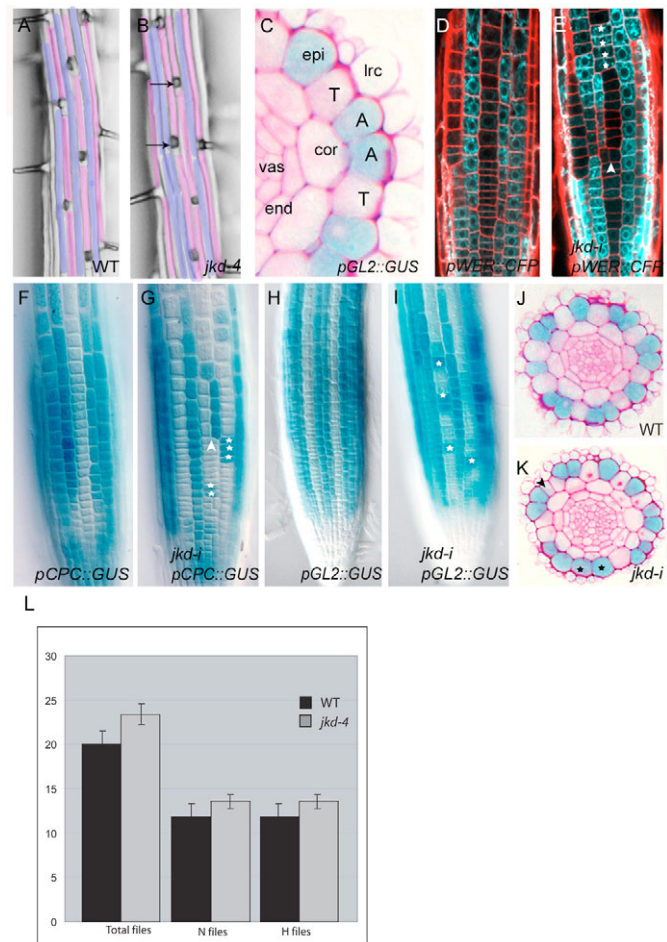 A
WT
B
jkd-4
C
epi
lrc
T
A
cor
A
vas
T
end
pGL2::GUS
D
pWER::CFP
E
jkd-i
pWER::CFP
F
pCPC::GUS
G
jkd-i
pCPC::GUS
H
pGL2::GUS
I
jkd-i
pGL2::GUS
J
WT
K
jkd-i
L
30
25
20
15
10
5
0
WT
jkd-4
Total files
N files
H files